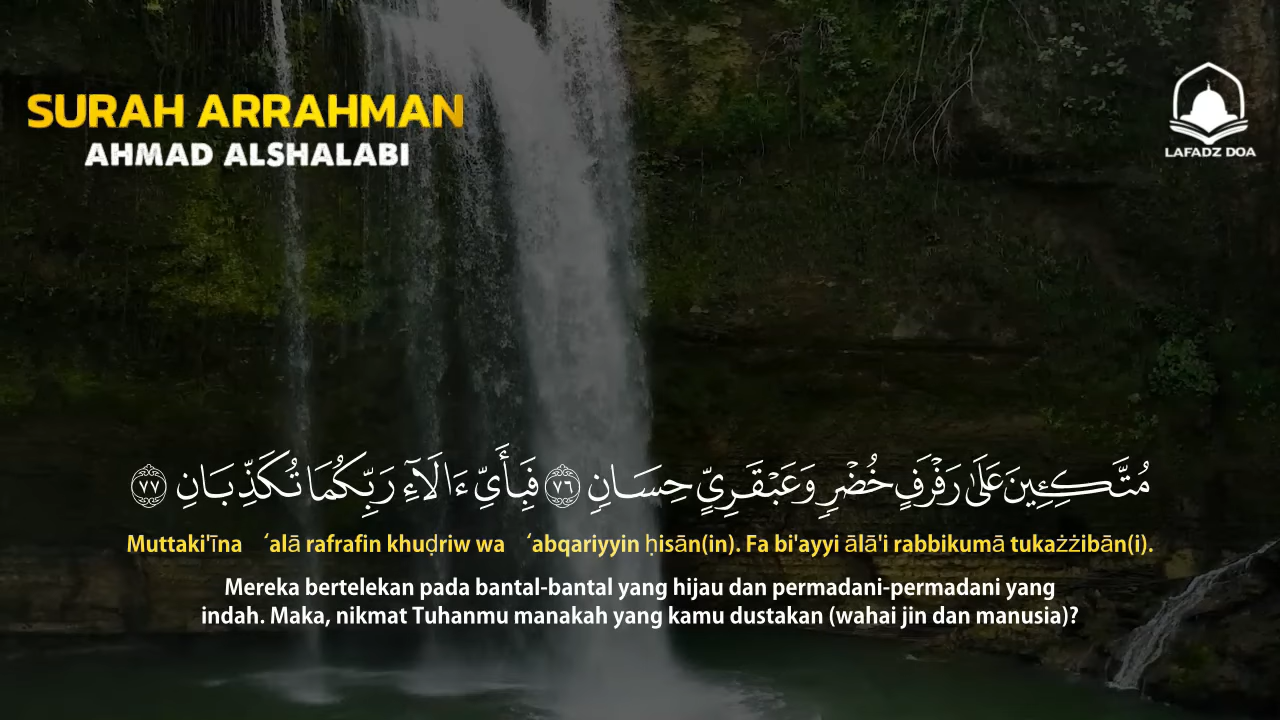 SURAH ARRAHMAN
AHMAD ALSHALABI
LAFADZ DOA
مُتَّكِـِٔينَ عَلَىٰ رَفْرَفٍ خُضْرٍ وَعَبْقَرِىٍّ حِسَانٍ ۝٧٦ فَبِأَىِّ ءَالَآءِ رَبِّكُمَا تُكَذِّبَانِ ۝٧٧
Muttaki'īna ‘alā rafrafin khuḍriw wa ‘abqariyyin ḥisān(in). Fa bi'ayyi ālā'i rabbikumā tukażżibān(i).
Mereka bertelekan pada bantal-bantal yang hijau dan permadani-permadani yang
indah. Maka, nikmat Tuhanmu manakah yang kamu dustakan (wahai jin dan manusia)?